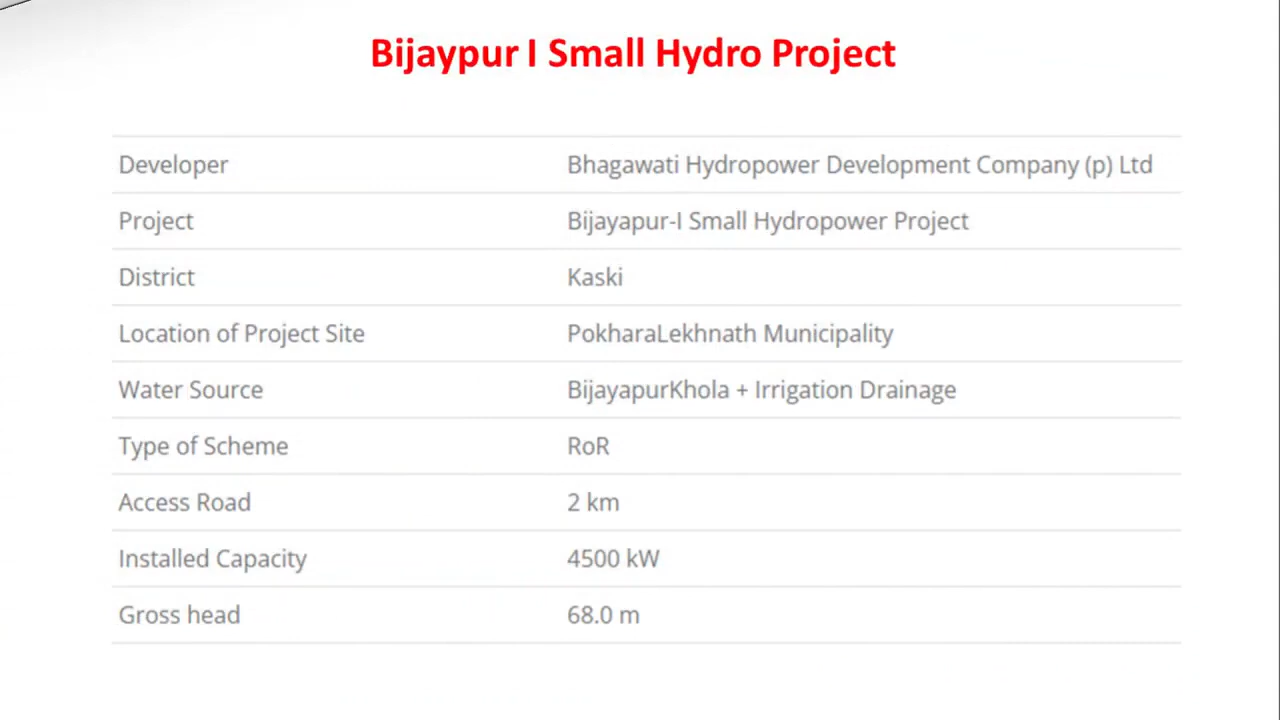 Bijaypur I Small Hydro Project
Developer Bhagawati Hydropower Development Company (p) Ltd
Project Bijayapur-I Small Hydropower Project
District Kaski
Location of Project Site PokharaLekhnath Municipality
Water Source BijayapurKhola + Irrigation Drainage
Type of Scheme RoR
Access Road 2 km
Installed Capacity 4500 kW
Gross head 68.0 m